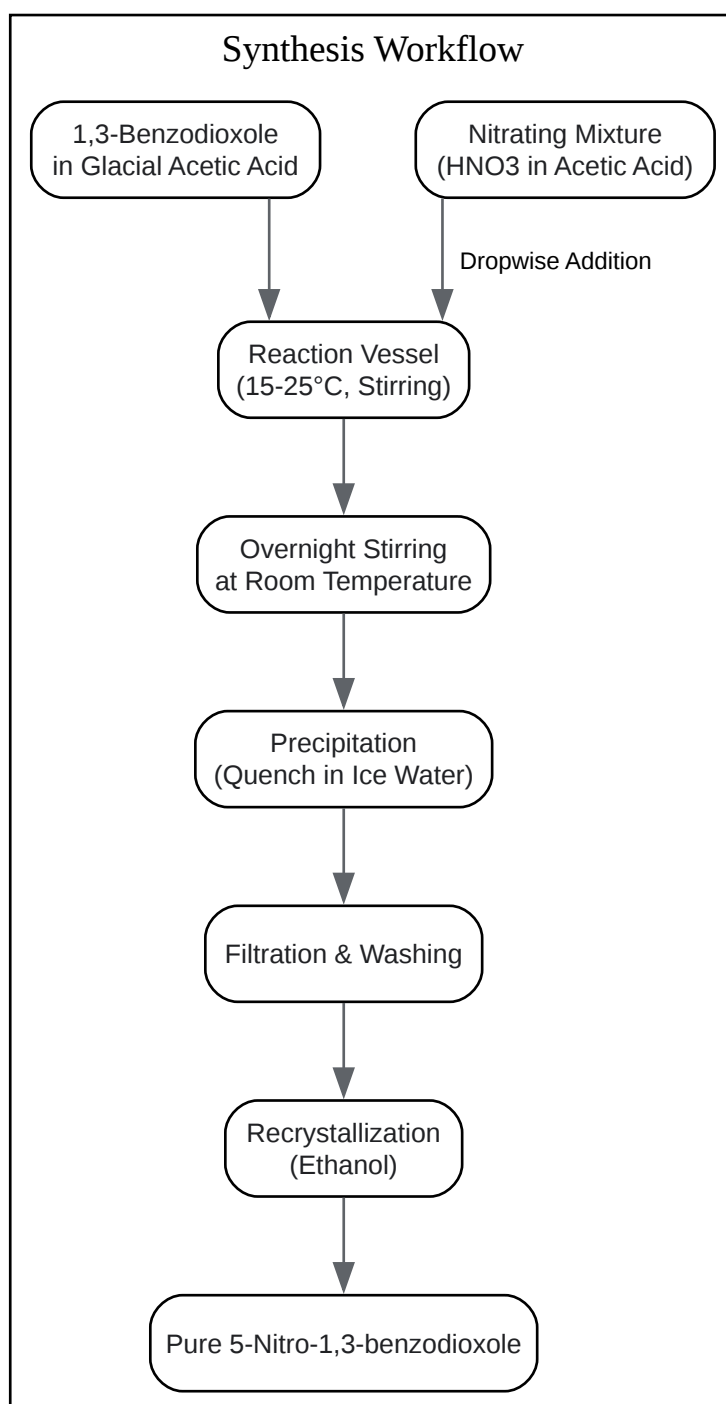 Synthesis Workflow
1,3-Benzodioxole
in Glacial Acetic Acid
Nitrating Mixture
(HNO3 in Acetic Acid)
Dropwise Addition
Reaction Vessel
(15-25°C, Stirring)
Overnight Stirring
at Room Temperature
Precipitation
(Quench in Ice Water)
Filtration & Washing
Recrystallization
(Ethanol)
Pure 5-Nitro-1,3-benzodioxole